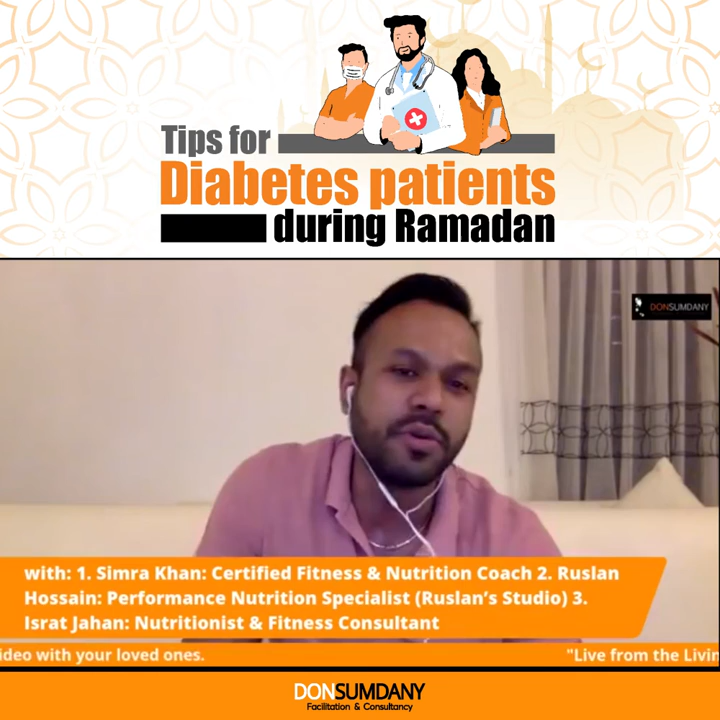 Tips for
Diabetes patients
during Ramadan
DONSUMDANY
with: 1. Simra Khan: Certified Fitness & Nutrition Coach 2. Ruslan
Hossain: Performance Nutrition Specialist (Ruslan's Studio) 3.
Israt Jahan: Nutritionist & Fitness Consultant
ideo with your loved ones. "Live from the Livin
DONSUMDANY
Facilitation & Consultancy